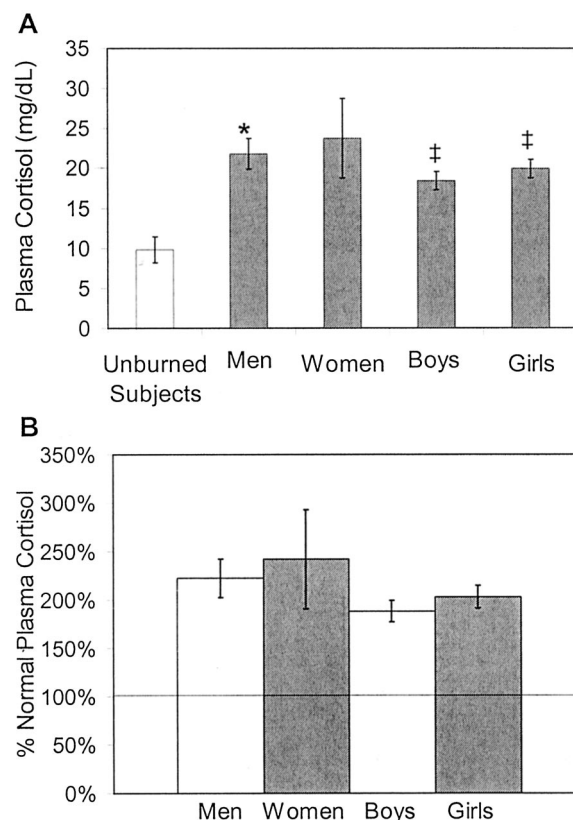 A
Plasma Cortisol (mg/dL)
35
30
25
20
15
10
5
0
*
‡
‡
Unburned Subjects
Men
Women
Boys
Girls
B
% Normal Plasma Cortisol
350%
300%
250%
200%
150%
100%
50%
0%
Men
Women
Boys
Girls